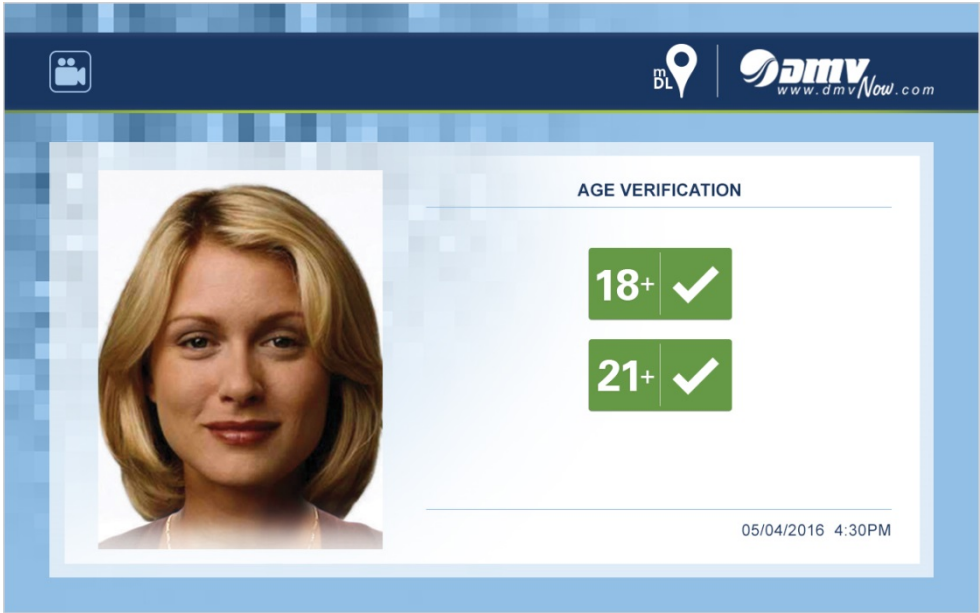 mDL
DMV
www.dmvNow.com
AGE VERIFICATION
18+
21+
05/04/2016 4:30PM